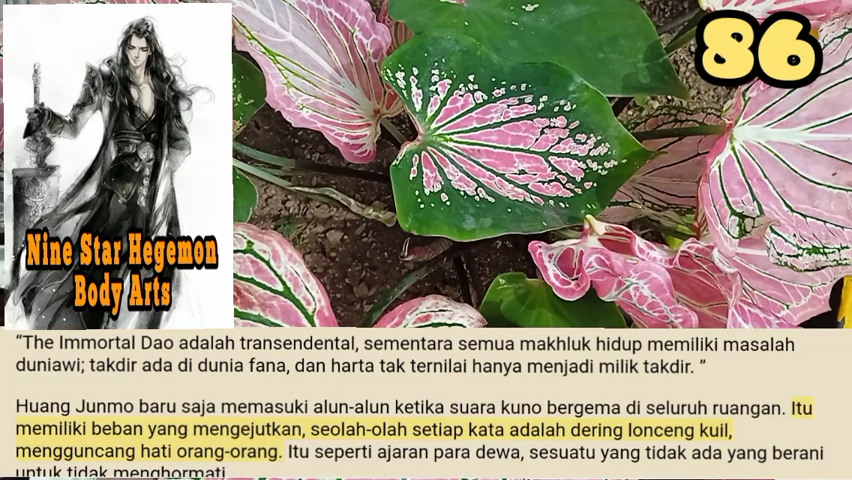 86
Nine Star Hegemon
Body Arts
“The Immortal Dao adalah transendental, sementara semua makhluk hidup memiliki masalah
duniawi; takdir ada di dunia fana, dan harta tak ternilai hanya menjadi milik takdir. ”
Huang Junmo baru saja memasuki alun-alun ketika suara kuno bergema di seluruh ruangan. Itu
memiliki beban yang mengejutkan, seolah-olah setiap kata adalah dering lonceng kuil,
mengguncang hati orang-orang. Itu seperti ajaran para dewa, sesuatu yang tidak ada yang berani
untuk tidak menghormati